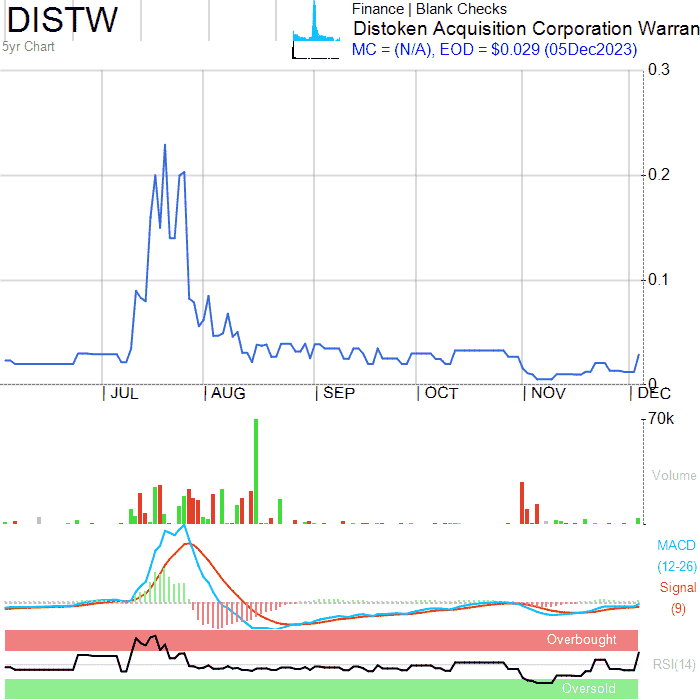 DISTW
5yr Chart
Finance | Blank Checks
Distoken Acquisition Corporation Warran
MC = (N/A), EOD = $0.029 (05Dec2023)
0.3
0.2
0.1
0
| JUL | AUG | SEP | OCT | NOV | DEC
70k
Volume
MACD
(12-26)
Signal
(9)
Overbought
RSI(14)
Oversold